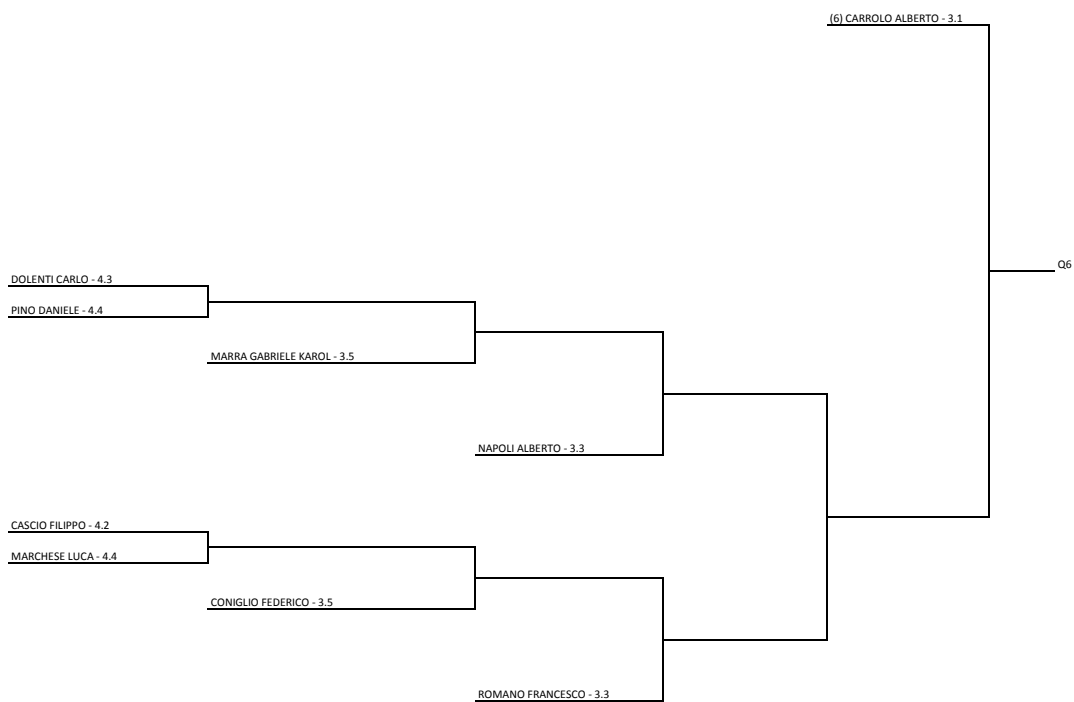 (6) CARROLO ALBERTO - 3.1
Q6
DOLENTI CARLO - 4.3
PINO DANIELE - 4.4
MARRA GABRIELE KAROL - 3.5
NAPOLI ALBERTO - 3.3
CASCIO FILIPPO - 4.2
MARCHESE LUCA - 4.4
CONIGLIO FEDERICO - 3.5
ROMANO FRANCESCO - 3.3